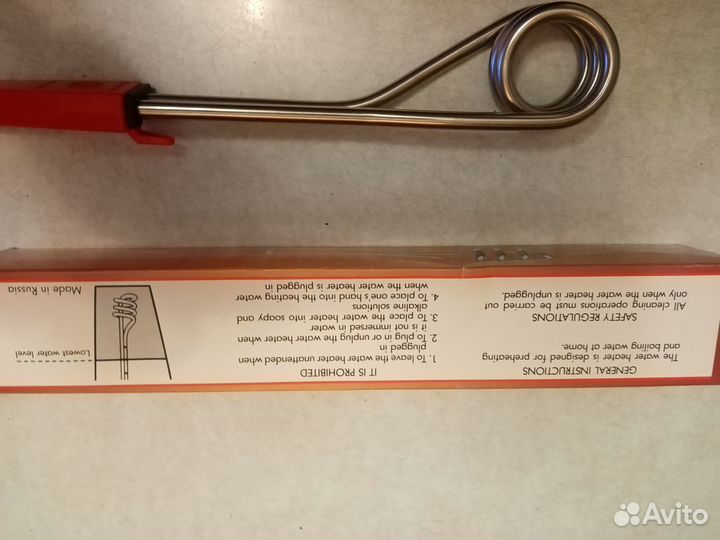 GENERAL INSTRUCTIONS
The water heater is designed for preheating
and boiling water at home.
SAFETY REGULATIONS
All cleaning operations must be carried out
only when the water heater is unplugged.
IT IS PROHIBITED
1. To leave the water heater unattended when
plugged in
2. To plug in or unplug the water heater when
it is not immersed in water
3. To place the water heater into soapy and
alkaline solutions
4. To place one's hand into the heating water
when the water heater is plugged in
Lowest water level
Made in Russia
Avito